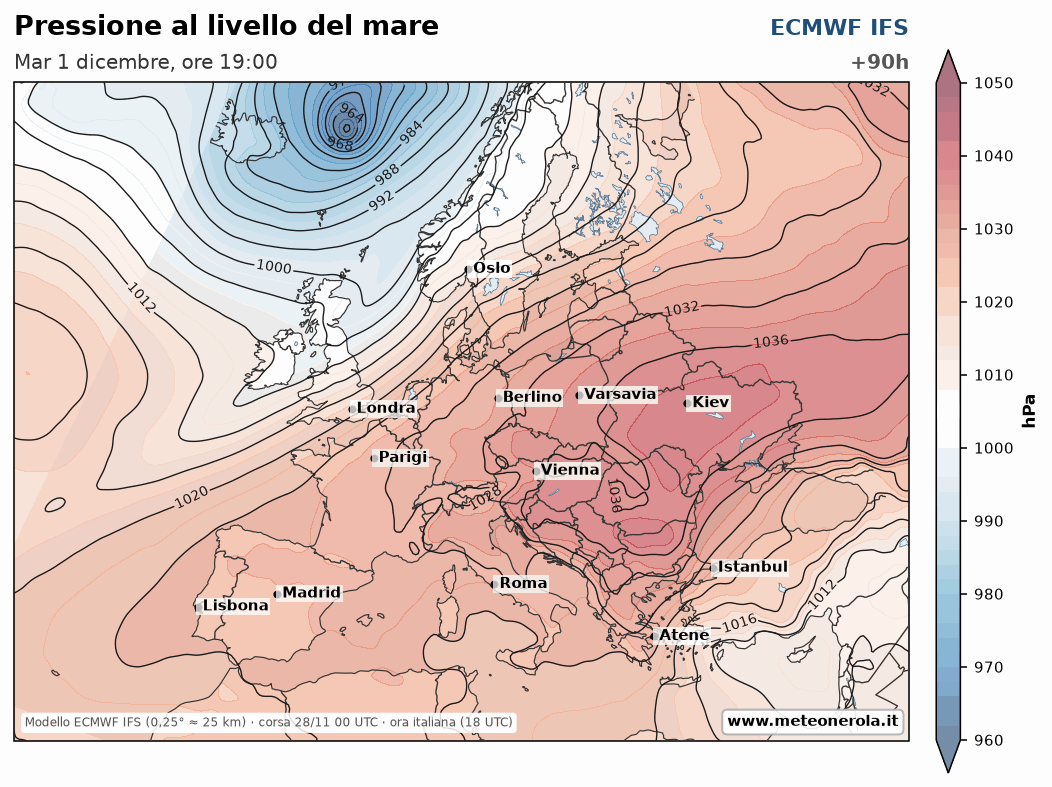 Pressione al livello del mare
ECMWF IFS
Mar 1 dicembre, ore 19:00
+90h
1032
964
968
984
988
992
1000
1012
Oslo
1032
1036
Berlino
Varsavia
Kiev
Londra
Parigi
Vienna
1020
1028
1036
Istanbul
Roma
Madrid
Lisbona
1012
1016
Atene
Modello ECMWF IFS (0,25° ≈ 25 km) · corsa 28/11 00 UTC · ora italiana (18 UTC)
www.meteonerola.it
1050
1040
1030
1020
1010
1000
990
980
970
960
hPa